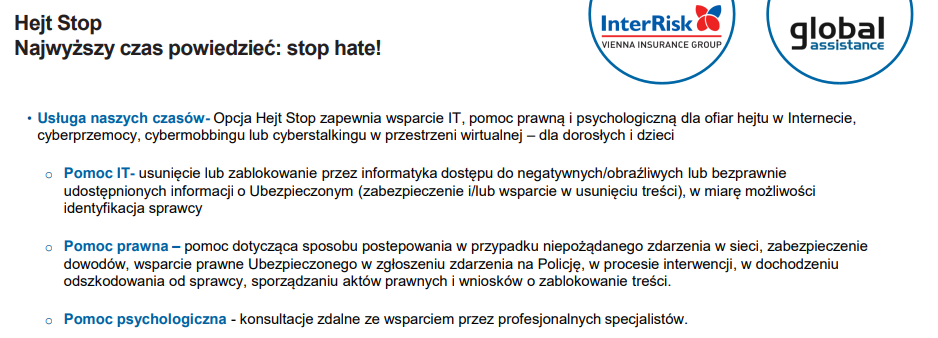 Hejt Stop
Najwyższy czas powiedzieć: stop hate!
InterRisk
VIENNA INSURANCE GROUP
global
assistance
• Usługa naszych czasów- Opcja Hejt Stop zapewnia wsparcie IT, pomoc prawną i psychologiczną dla ofiar hejtu w Internecie,
cyberprzemocy, cybermobbingu lub cyberstalkingu w przestrzeni wirtualnej – dla dorosłych i dzieci
o Pomoc IT- usunięcie lub zablokowanie przez informatyka dostępu do negatywnych/obraźliwych lub bezprawnie
udostępnionych informacji o Ubezpieczonym (zabezpieczenie i/lub wsparcie w usunięciu treści), w miarę możliwości
identyfikacja sprawcy
o Pomoc prawna – pomoc dotycząca sposobu postepowania w przypadku niepożądanego zdarzenia w sieci, zabezpieczenie
dowodów, wsparcie prawne Ubezpieczonego w zgłoszeniu zdarzenia na Policję, w procesie interwencji, w dochodzeniu
odszkodowania od sprawcy, sporządzaniu aktów prawnych i wniosków o zablokowanie treści.
o Pomoc psychologiczna - konsultacje zdalne ze wsparciem przez profesjonalnych specjalistów.